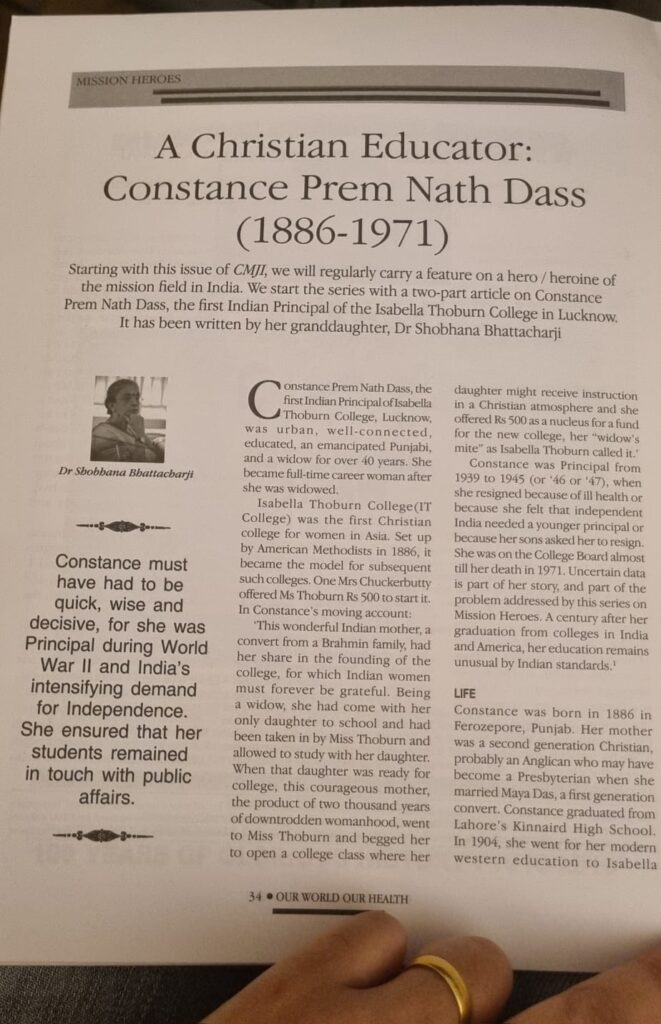 MISSION HEROES
A Christian Educator:
Constance Prem Nath Dass
(1886-1971)
Starting with this issue of CMJI, we will regularly carry a feature on a hero / heroine of
the mission field in India. We start the series with a two-part article on Constance
Prem Nath Dass, the first Indian Principal of the Isabella Thoburn College in Lucknow.
It has been written by her granddaughter, Dr Shobhana Bhattacharji
Dr Shobhana Bhattacharji
Constance must
have had to be
quick, wise and
decisive, for she was
Principal during World
War II and India's
intensifying demand
for Independence.
She ensured that her
students remained
in touch with public
affairs.
Constance Prem Nath Dass, the
first Indian Principal of Isabella
Thoburn College, Lucknow,
was urban, well-connected,
educated, an emancipated Punjabi,
and a widow for over 40 years. She
became full-time career woman after
she was widowed.
Isabella Thoburn College(IT
College) was the first Christian
college for women in Asia. Set up
by American Methodists in 1886, it
became the model for subsequent
such colleges. One Mrs Chuckerbutty
offered Ms Thoburn Rs 500 to start it.
In Constance's moving account:
'This wonderful Indian mother, a
convert from a Brahmin family, had
her share in the founding of the
college, for which Indian women
must forever be grateful. Being
a widow, she had come with her
only daughter to school and had
been taken in by Miss Thoburn and
allowed to study with her daughter.
When that daughter was ready for
college, this courageous mother,
the product of two thousand years
of downtrodden womanhood, went
to Miss Thoburn and begged her
to open a college class where her
daughter might receive instruction
in a Christian atmosphere and she
offered Rs 500 as a nucleus for a fund
for the new college, her "widow's
mite" as Isabella Thoburn called it.'
Constance was Principal from
1939 to 1945 (or '46 or '47), when
she resigned because of ill health or
because she felt that independent
India needed a younger principal or
because her sons asked her to resign.
She was on the College Board almost
till her death in 1971. Uncertain data
is part of her story, and part of the
problem addressed by this series on
Mission Heroes. A century after her
graduation from colleges in India
and America, her education remains
unusual by Indian standards.¹
LIFE
Constance was born in 1886 in
Ferozepore, Punjab. Her mother
was a second generation Christian,
probably an Anglican who may have
become a Presbyterian when she
married Maya Das, a first generation
convert. Constance graduated from
Lahore's Kinnaird High School.
In 1904, she went for her modern
western education to Isabella
34 ● OUR WORLD OUR HEALTH